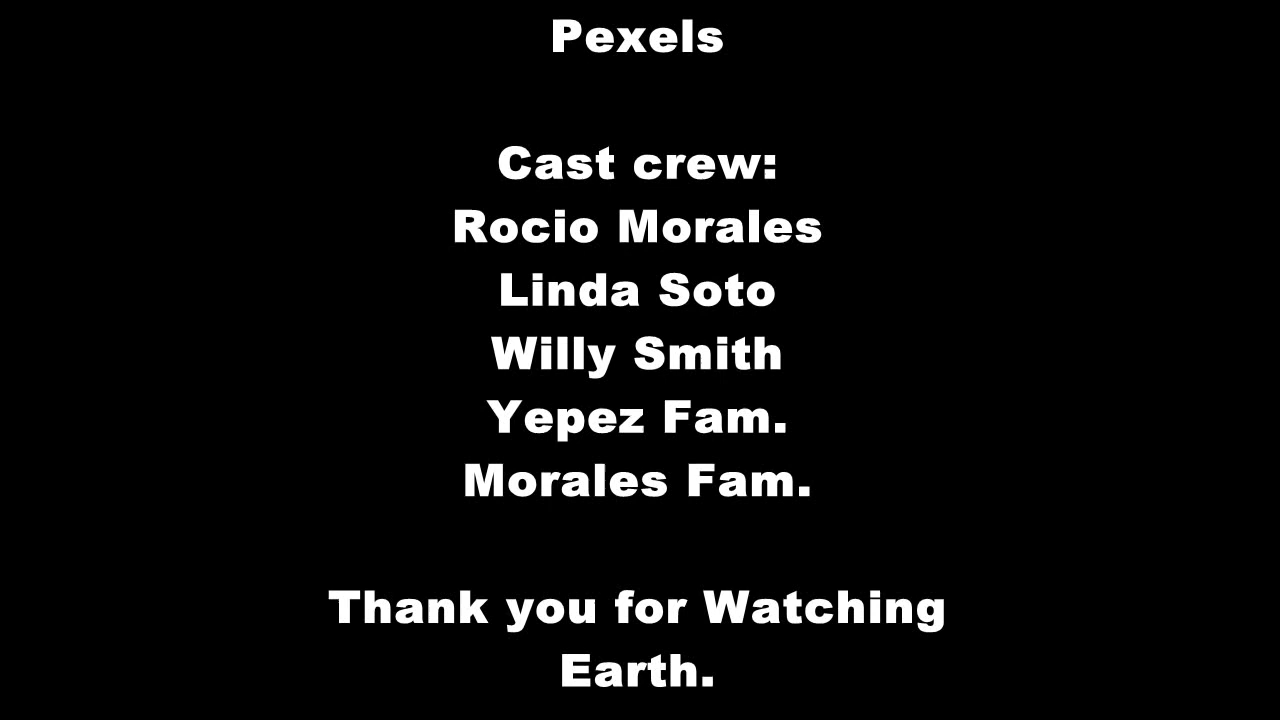 Pexels
Cast crew:
Rocio Morales
Linda Soto
Willy Smith
Yepez Fam.
Morales Fam.
Thank you for Watching
Earth.